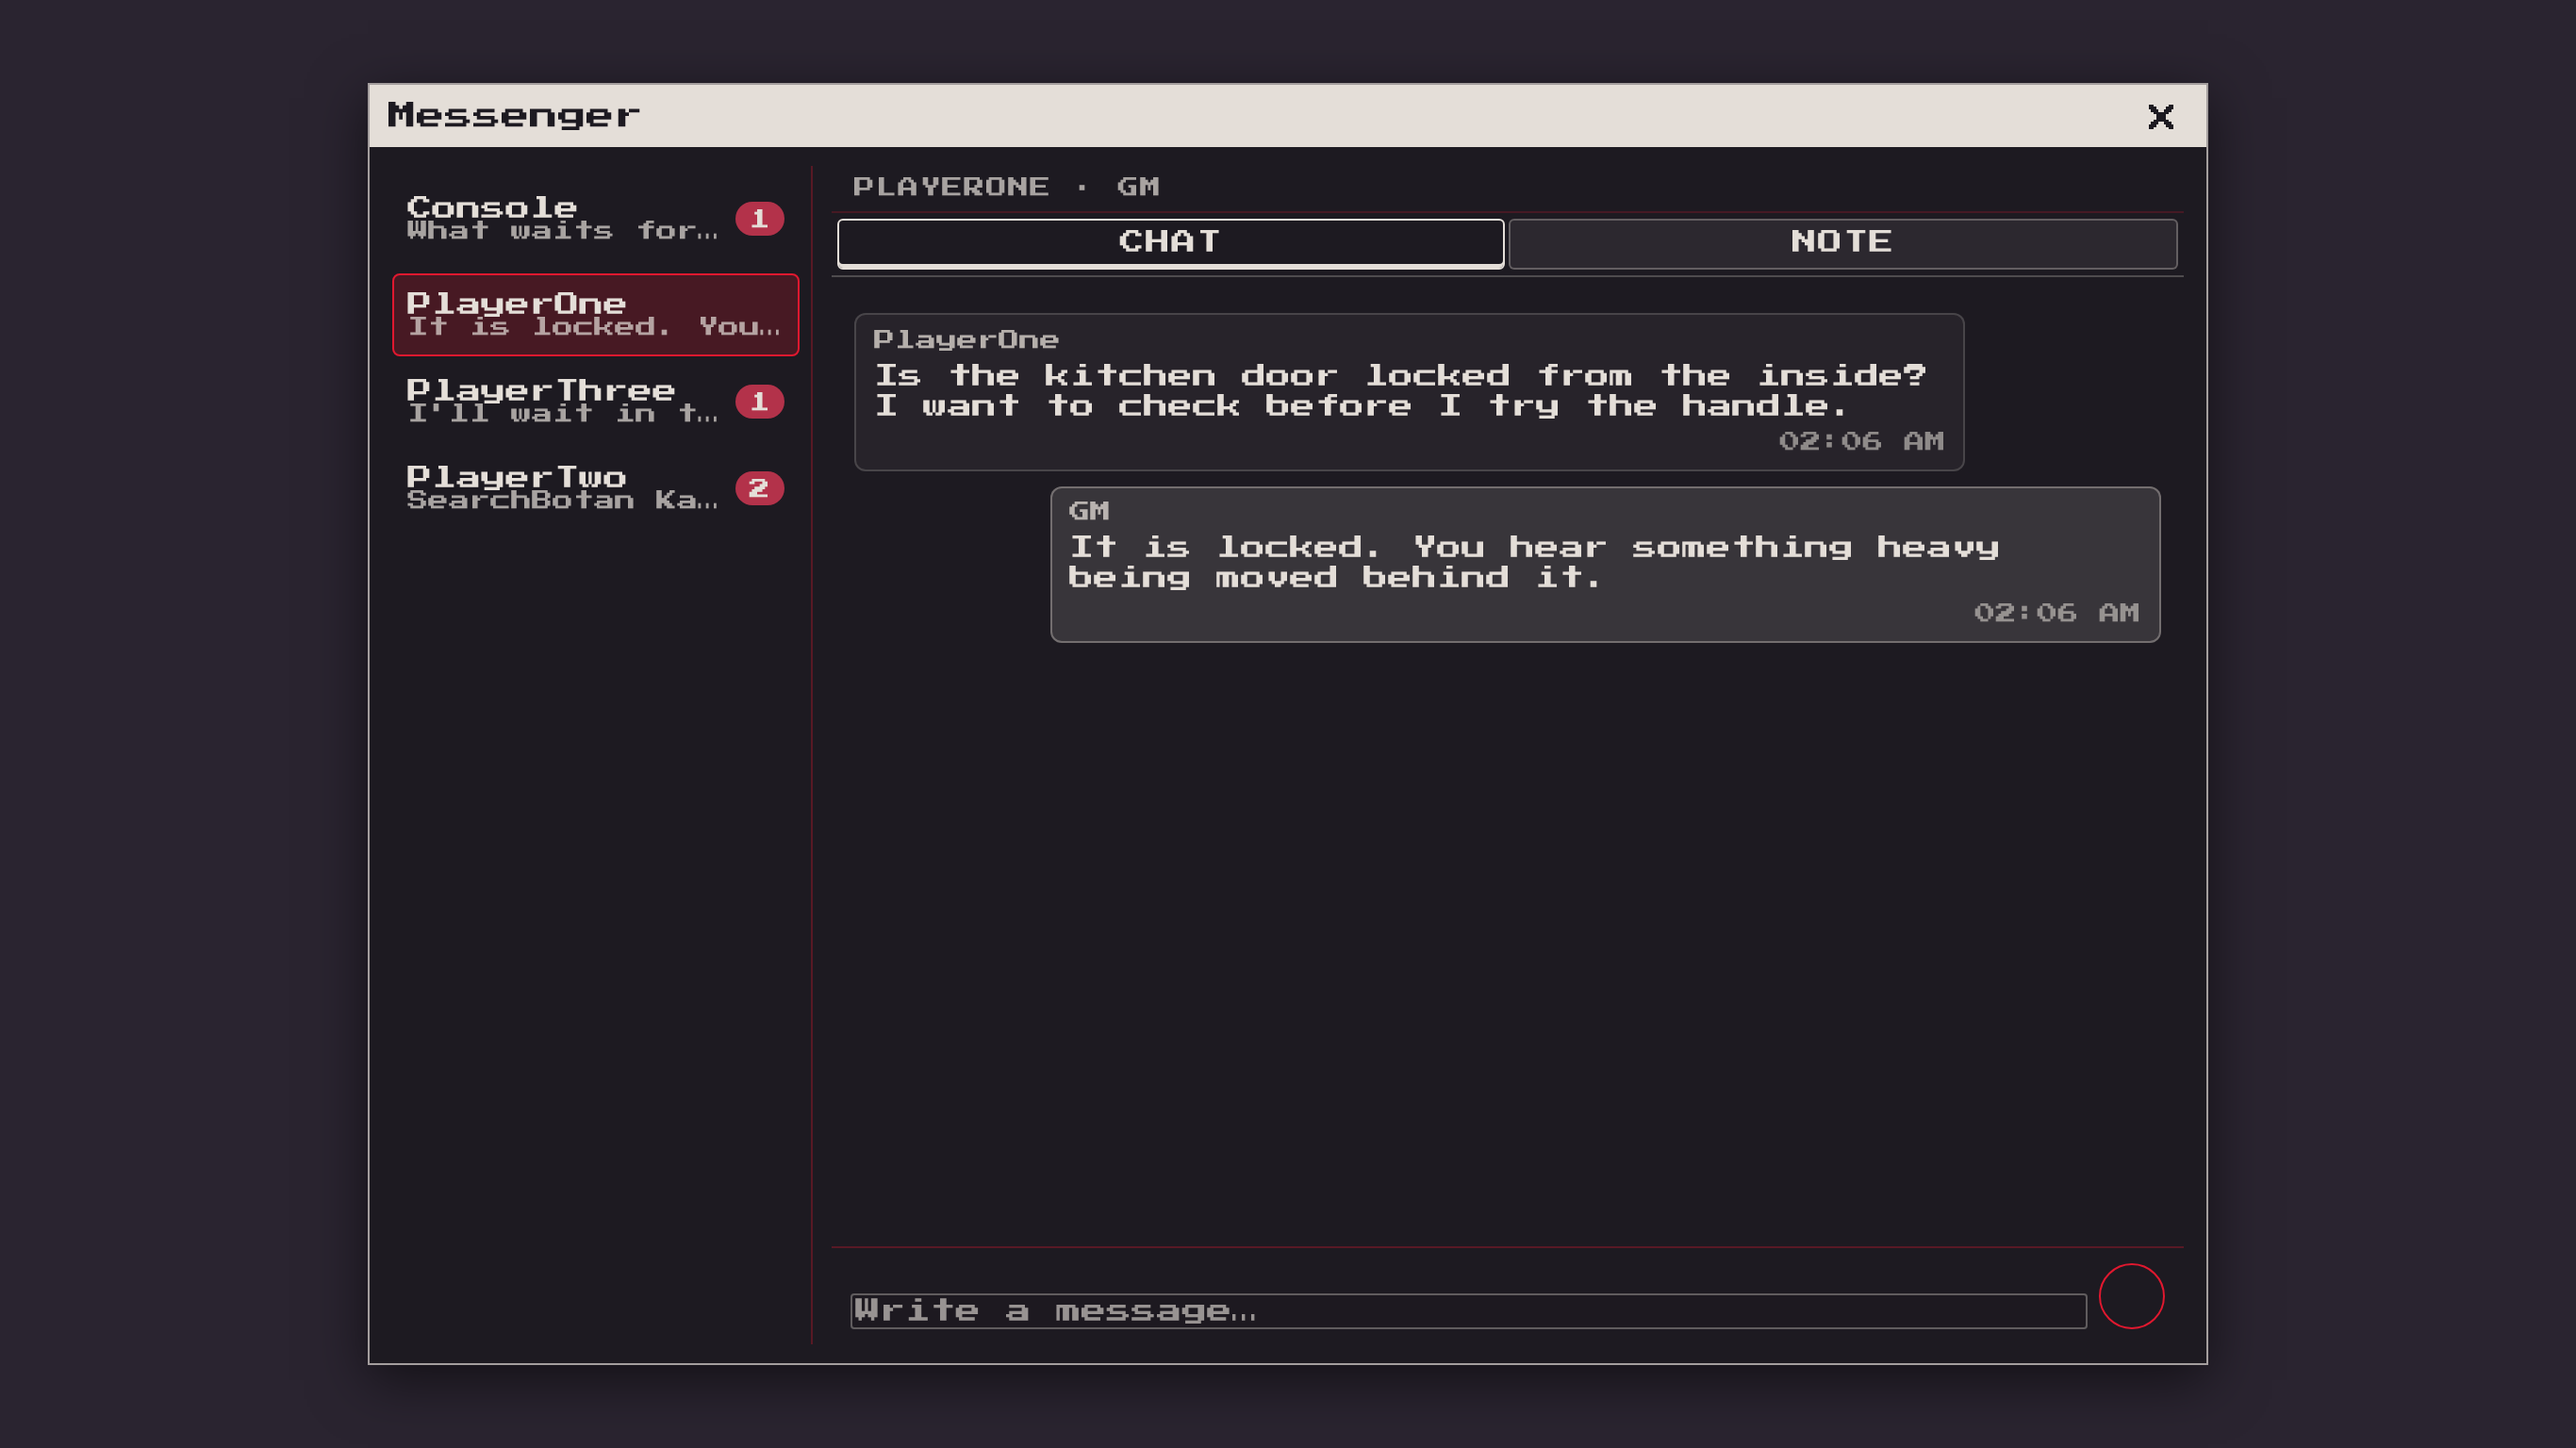 Messenger
Console
What waits for…
1
PlayerOne
It is locked. You…
PlayerThree
I'll wait in t…
1
PlayerTwo
SearchBotan Ka…
2
PLAYERONE · GM
CHAT
NOTE
PlayerOne
Is the kitchen door locked from the inside?
I want to check before I try the handle.
02:06 AM
GM
It is locked. You hear something heavy
being moved behind it.
02:06 AM
Write a message…